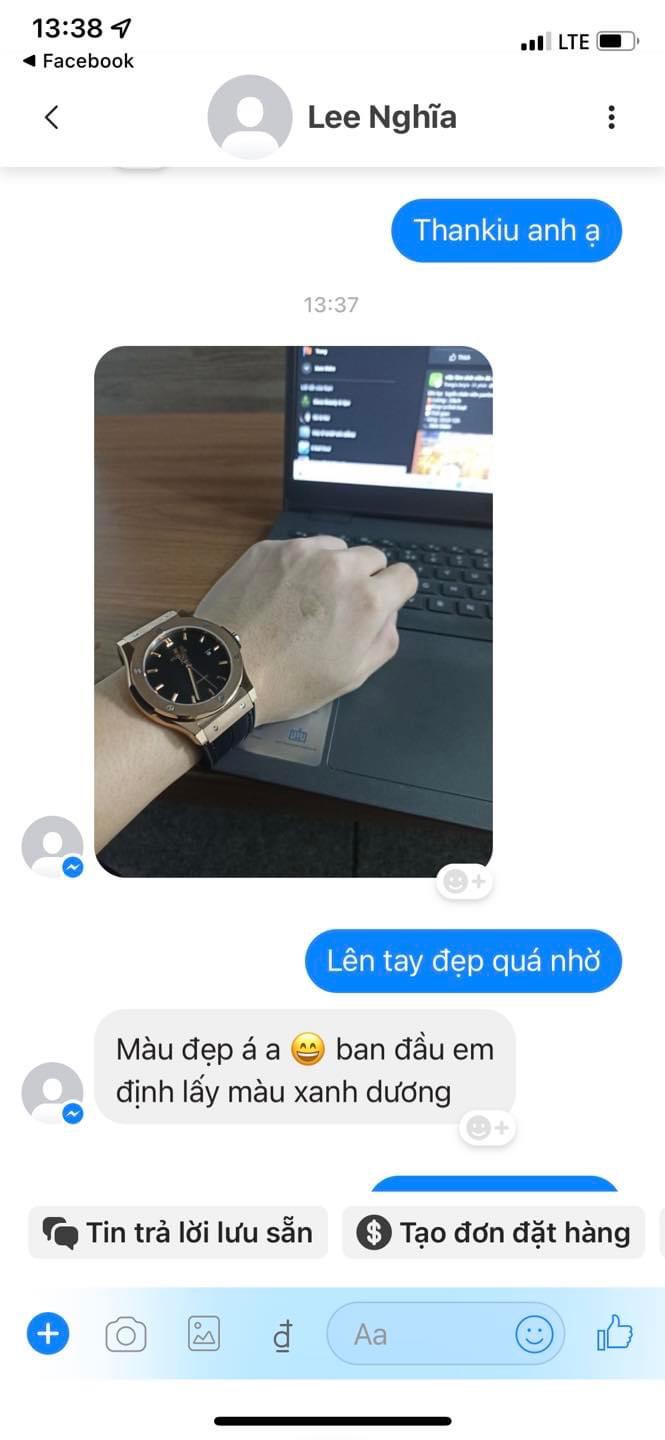 13:38
LTE
Facebook
Lee Nghĩa
Thankiu anh ạ
13:37
Lên tay đẹp quá nhờ
Màu đẹp á a 😄 ban đầu em
định lấy màu xanh dương
Tin trả lời lưu sẵn
Tạo đơn đặt hàng
đ
Aa